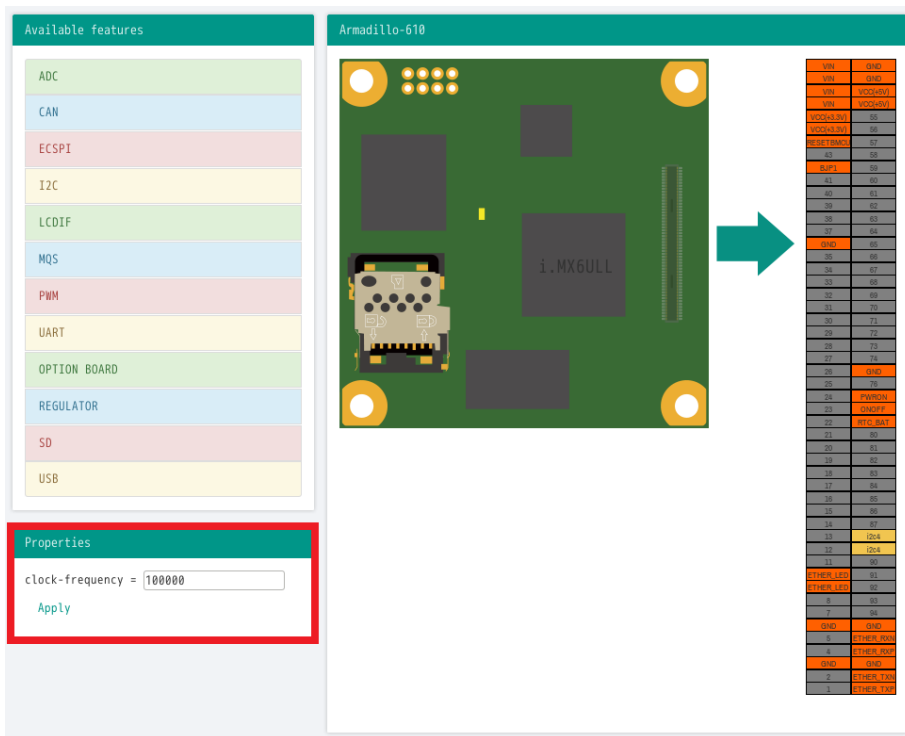 Available features
ADC
CAN
ECSPI
I2C
LCDIF
MQS
PWM
UART
OPTION BOARD
REGULATOR
SD
USB
Properties
clock-frequency = 100000
Apply
Armadillo-610
i.MX6ULL
VIN GND
VIN GND
VIN VCC(+5V)
VIN VCC(+5V)
VCC(+3.3V) 55
VCC(+3.3V) 56
RESETBMCU 57
43 58
BJP1 59
41 60
40 61
39 62
38 63
37 64
GND 65
35 66
34 67
33 68
32 69
31 70
30 71
29 72
28 73
27 74
26 GND
25 76
24 PWRON
23 ONOFF
22 RTC_BAT
21 80
20 81
19 82
18 83
17 84
16 85
15 86
14 87
13 i2c4
12 i2c4
11 90
ETHER_LED 91
ETHER_LED 92
8 93
7 94
GND GND
5 ETHER_RXN
4 ETHER_RXP
GND GND
2 ETHER_TXN
1 ETHER_TXP